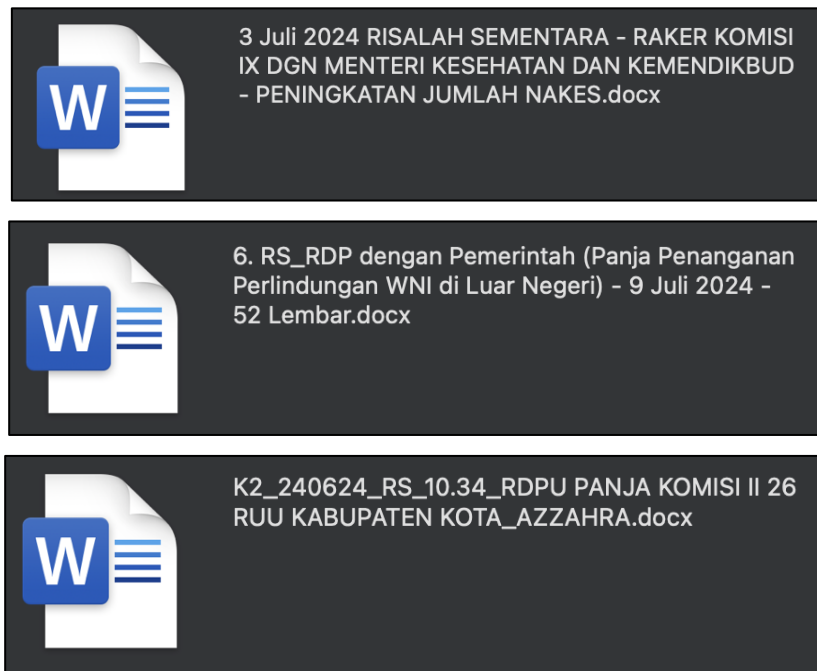 W
3 Juli 2024 RISALAH SEMENTARA - RAKER KOMISI
IX DGN MENTERI KESEHATAN DAN KEMENDIKBUD
- PENINGKATAN JUMLAH NAKES.docx
W
6. RS_RDP dengan Pemerintah (Panja Penanganan
Perlindungan WNI di Luar Negeri) - 9 Juli 2024 -
52 Lembar.docx
W
K2_240624_RS_10.34_RDPU PANJA KOMISI II 26
RUU KABUPATEN KOTA_AZZAHRA.docx